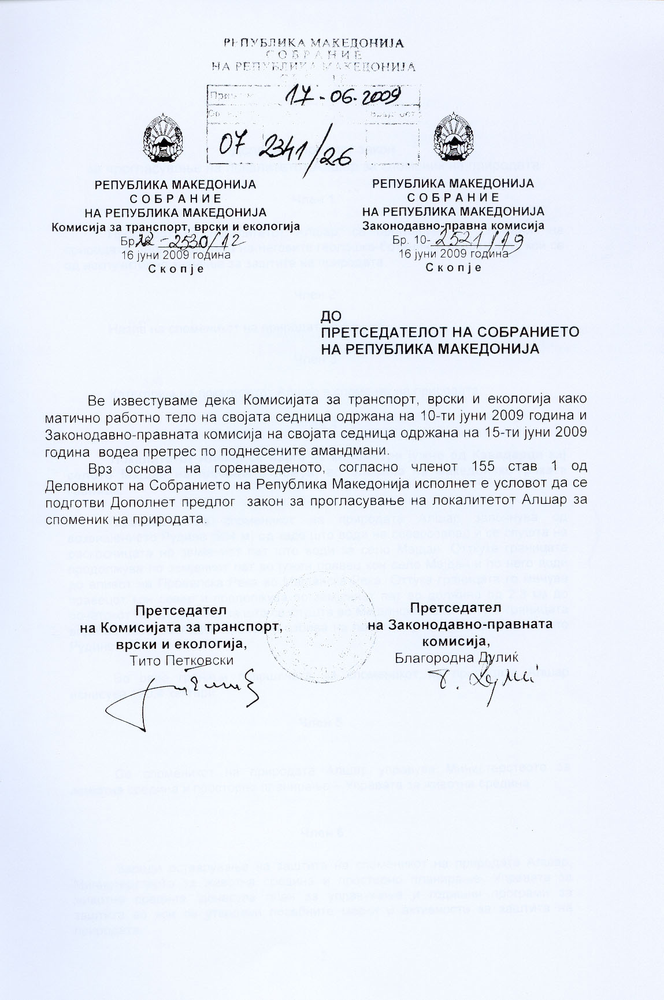 РЕПУБЛИКА МАКЕДОНИЈА
СОБРАНИЕ
НА РЕПУБЛИКА МАКЕДОНИЈА
17-06-2009
07 2341/26
РЕПУБЛИКА МАКЕДОНИЈА
С О Б Р А Н И Е
НА РЕПУБЛИКА МАКЕДОНИЈА
Комисија за транспорт, врски и екологија
Бр. 12 - 2530/12
16 јуни 2009 година
С к о п ј е
РЕПУБЛИКА МАКЕДОНИЈА
С О Б Р А Н И Е
НА РЕПУБЛИКА МАКЕДОНИЈА
Законодавно-правна комисија
Бр. 10- 2521/19
16 јуни 2009 година
С к о п ј е
ДО
ПРЕТСЕДАТЕЛОТ НА СОБРАНИЕТО
НА РЕПУБЛИКА МАКЕДОНИЈА
Ве известуваме дека Комисијата за транспорт, врски и екологија како
матично работно тело на својата седница одржана на 10-ти јуни 2009 година и
Законодавно-правната комисија на својата седница одржана на 15-ти јуни 2009
година водеа претрес по поднесените амандмани.
Врз основа на горенаведеното, согласно членот 155 став 1 од
Деловникот на Собранието на Република Македонија исполнет е условот да се
подготви Дополнет предлог закон за прогласување на локалитетот Алшар за
споменик на природата.
Претседател
на Комисијата за транспорт,
врски и екологија,
Тито Петковски
Претседател
на Законодавно-правната
комисија,
Благородна Дулиќ